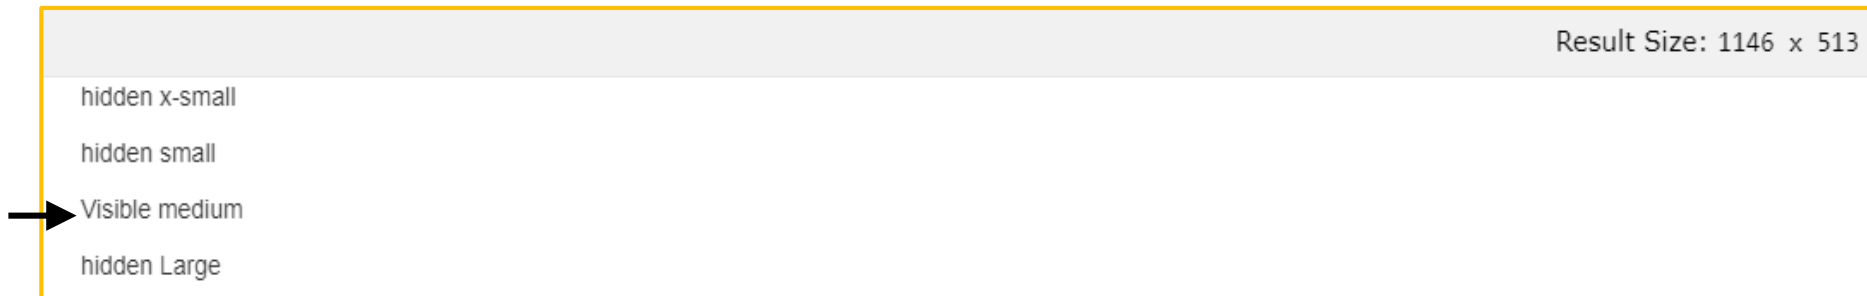 Result Size: 1146 x 513
hidden x-small
hidden small
Visible medium
hidden Large